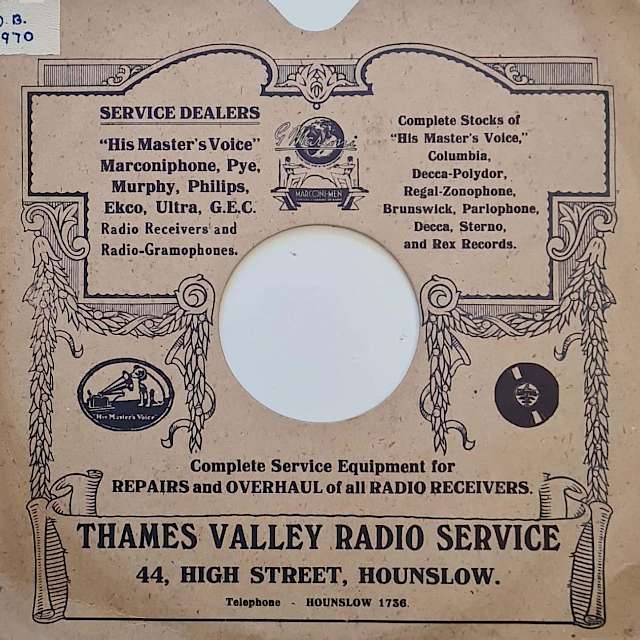 D.B.
1970
SERVICE DEALERS
"His Master's Voice"
Marconiphone, Pye,
Murphy, Philips,
Ekco, Ultra, G.E.C.
Radio Receivers and
Radio-Gramophones.
G Marconi
MARCONI-MEN
Complete Stocks of
"His Master's Voice,"
Columbia,
Decca-Polydor,
Regal-Zonophone,
Brunswick, Parlophone,
Decca, Sterno,
and Rex Records.
"His Master's Voice"
Complete Service Equipment for
REPAIRS and OVERHAUL of all RADIO RECEIVERS.
THAMES VALLEY RADIO SERVICE
44, HIGH STREET, HOUNSLOW.
Telephone - HOUNSLOW 1736.